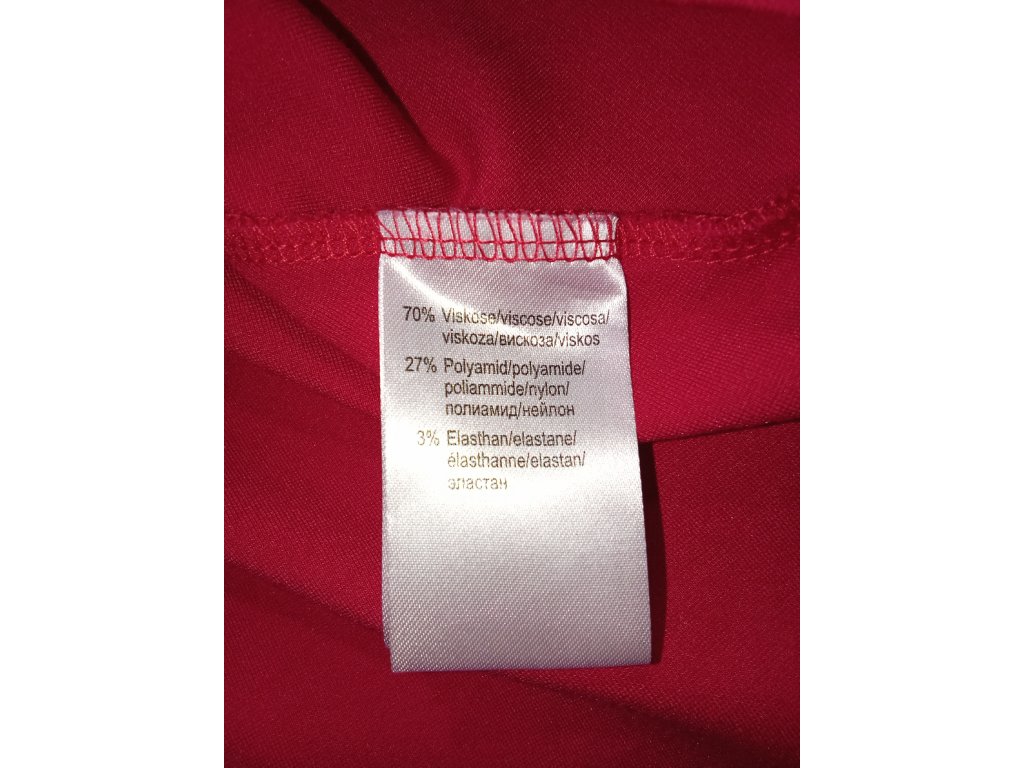 70% Viskose/viscose/viscosa/
viskoza/вискоза/viskos
27% Polyamid/polyamide/
poliammide/nylon/
полиамид/нейлон
3% Elasthan/elastane/
élasthanne/elastan/
эластан